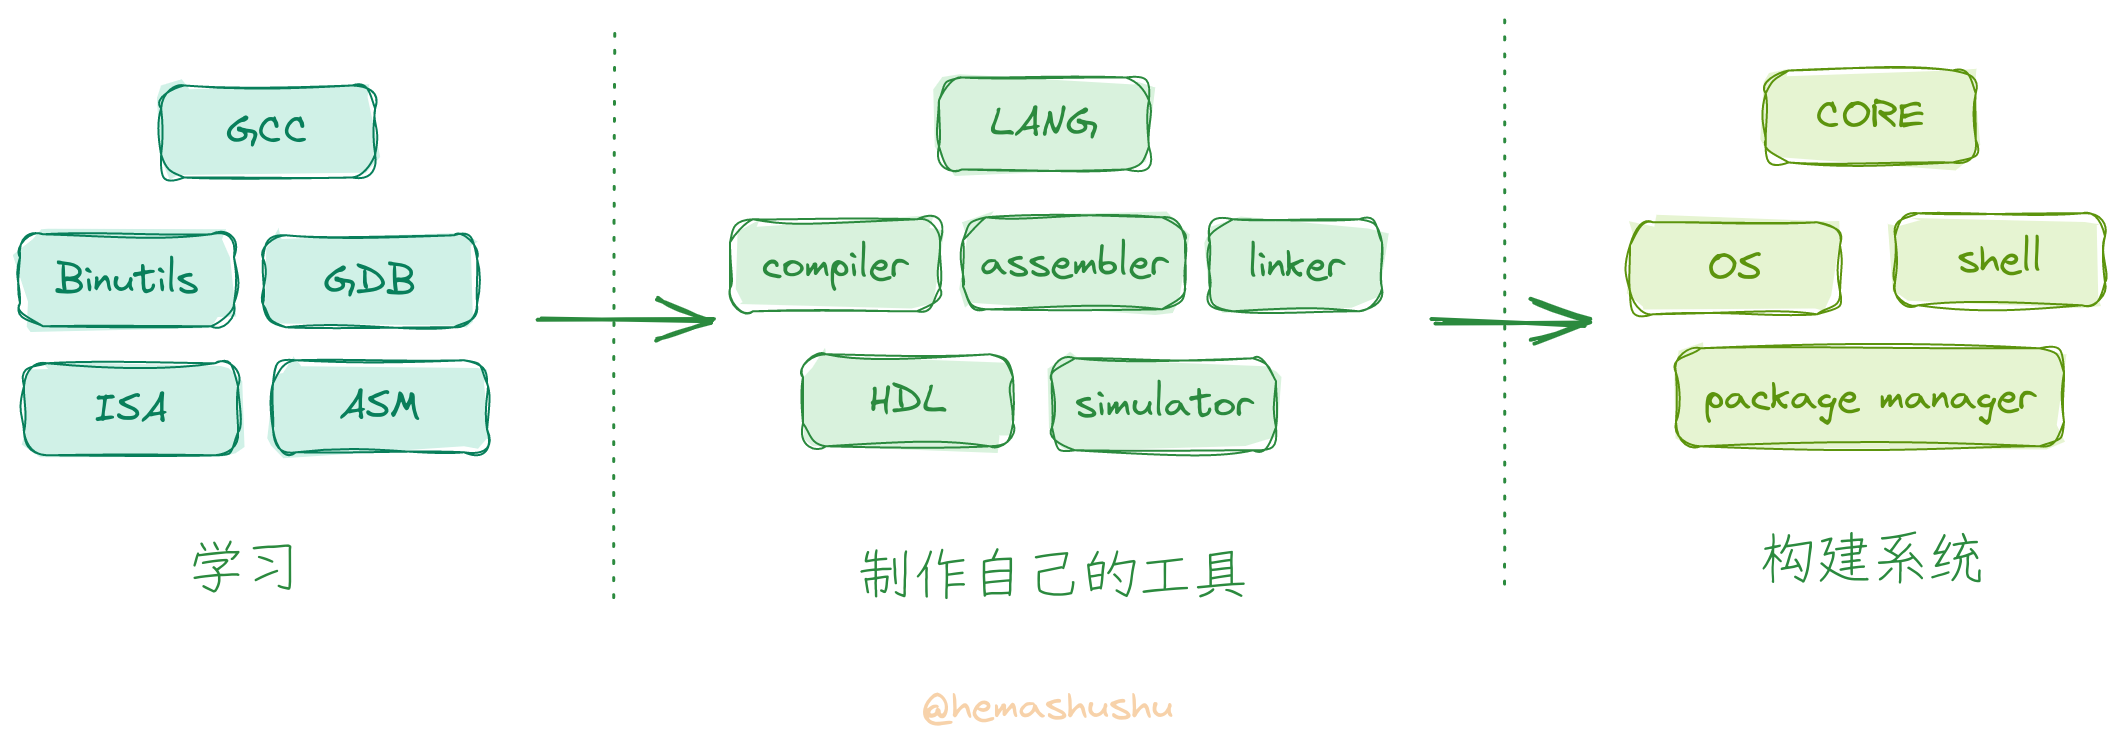 GCC
Binutils
GDB
ISA
ASM
学习
LANG
compiler
assembler
linker
HDL
simulator
制作自己的工具
CORE
OS
shell
package manager
构建系统
@hemashushu